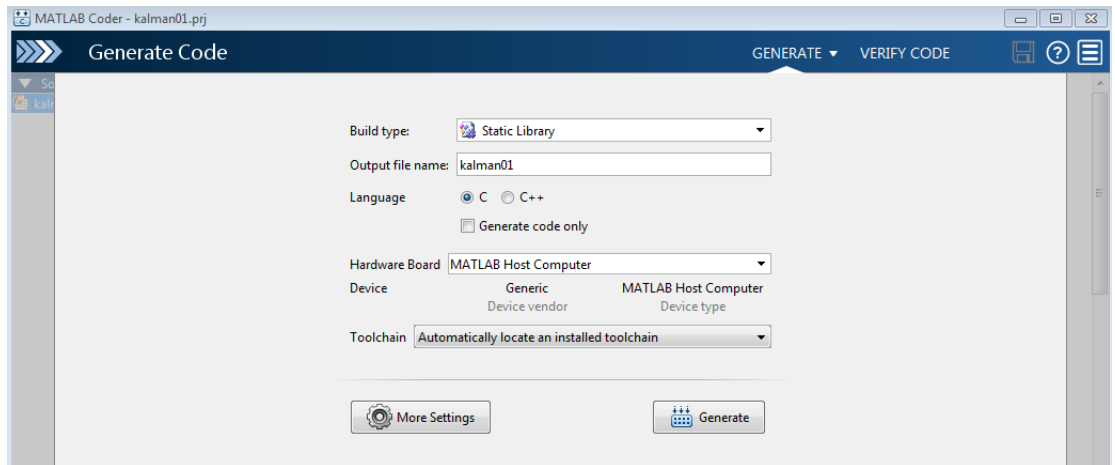 MATLAB Coder - kalman01.prj
Generate Code
GENERATE
VERIFY CODE
So
kalm
Build type:
Static Library
Output file name:
kalman01
Language
C
C++
Generate code only
Hardware Board
MATLAB Host Computer
Device
Generic
MATLAB Host Computer
Device vendor
Device type
Toolchain
Automatically locate an installed toolchain
More Settings
Generate